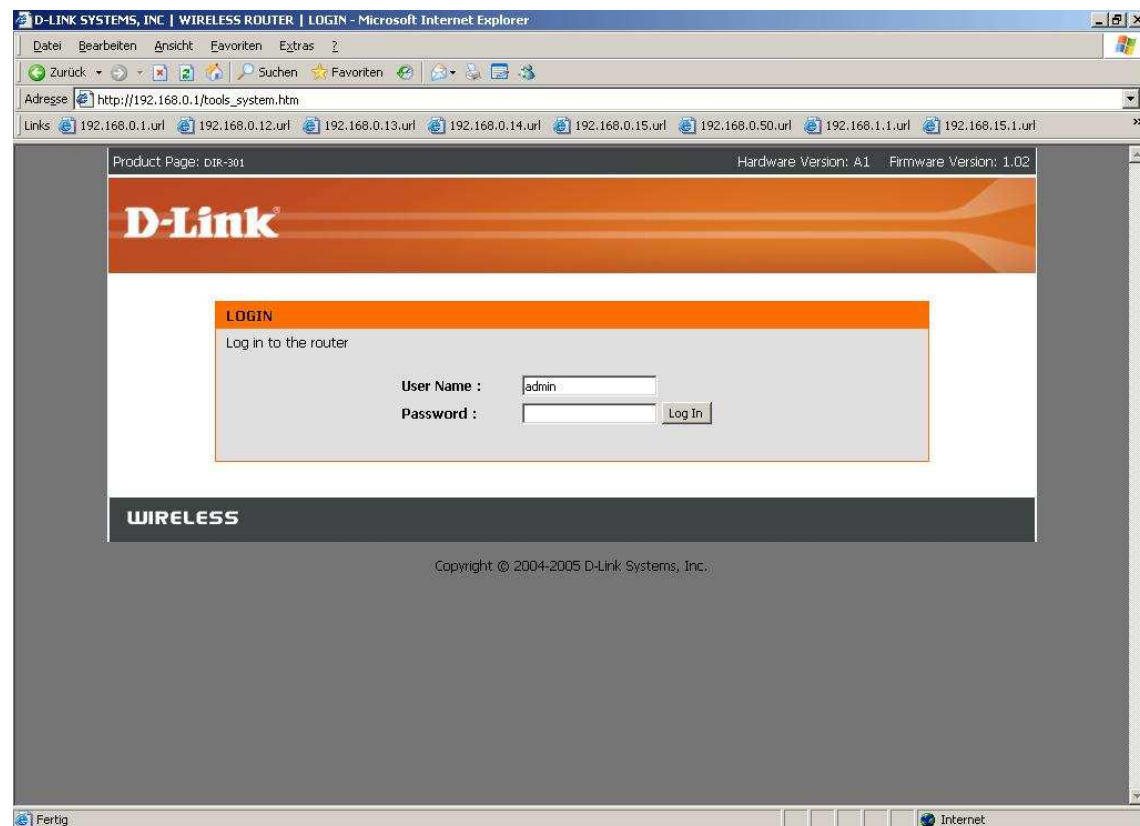 D-LINK SYSTEMS, INC | WIRELESS ROUTER | LOGIN - Microsoft Internet Explorer
Datei Bearbeiten Ansicht Favoriten Extras ?
Zurück Suchen Favoriten
Adresse http://192.168.0.1/tools_system.htm
Links 192.168.0.1.url 192.168.0.12.url 192.168.0.13.url 192.168.0.14.url 192.168.0.15.url 192.168.0.50.url 192.168.1.1.url 192.168.15.1.url »
Product Page: DIR-301 Hardware Version: A1 Firmware Version: 1.02
D-Link®
LOGIN
Log in to the router
User Name : admin
Password : Log In
WIRELESS
Copyright © 2004-2005 D-Link Systems, Inc.
Fertig Internet